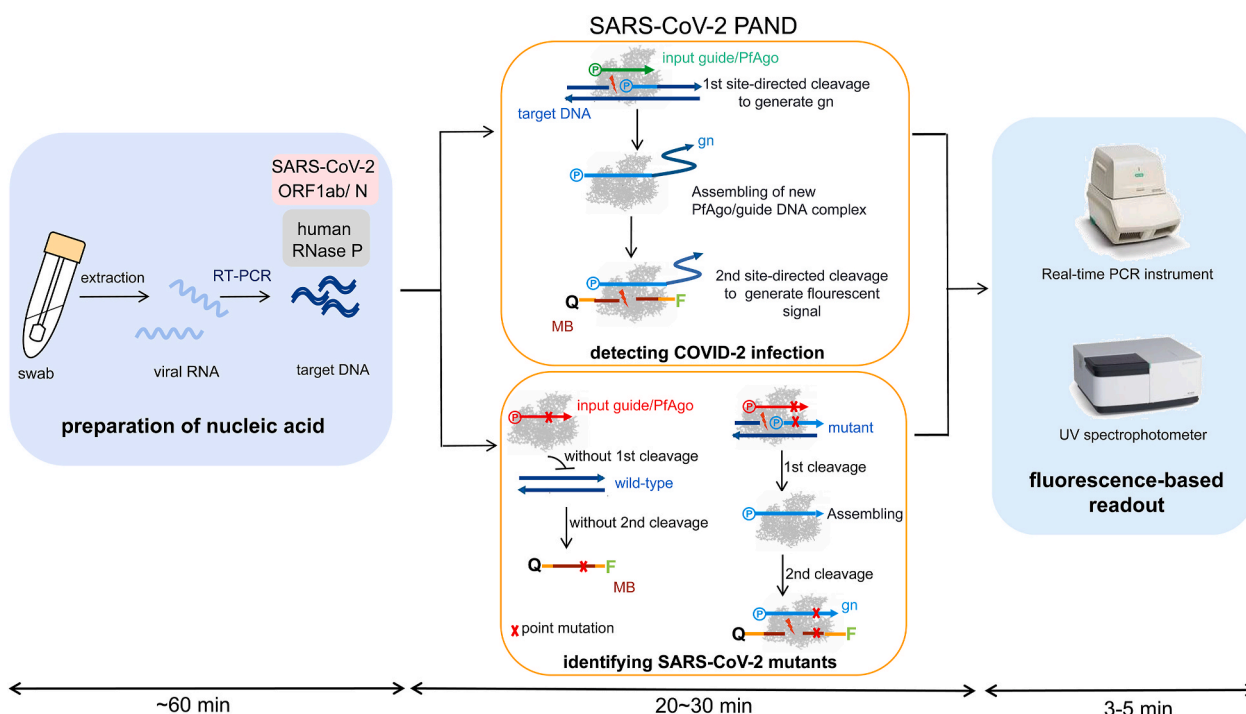 SARS-CoV-2 PAND
SARS-CoV-2
ORF1ab/ N
human
RNase P
extraction
RT-PCR
swab
viral RNA
target DNA
preparation of nucleic acid
P
input guide/PfAgo
P
1st site-directed cleavage
to generate gn
target DNA
gn
P
Assembling of new
PfAgo/guide DNA complex
P
2nd site-directed cleavage
to generate flourescent
signal
Q
F
MB
detecting COVID-2 infection
P
input guide/PfAgo
without 1st cleavage
wild-type
without 2nd cleavage
Q
F
MB
x point mutation
P
P
mutant
1st cleavage
P
Assembling
2nd cleavage
P
gn
Q
F
identifying SARS-CoV-2 mutants
Real-time PCR instrument
UV spectrophotometer
fluorescence-based
readout
~60 min
20~30 min
3-5 min